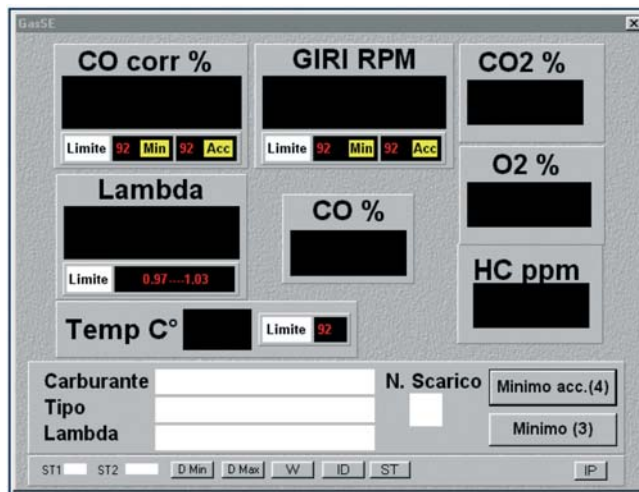 GasSE
CO corr %
Limite 92 Min 92 Acc
GIRI RPM
Limite 92 Min 92 Acc
CO2 %
O2 %
Lambda
Limite 0.97----1.03
CO %
HC ppm
Temp C° Limite 92
Carburante
Tipo
Lambda
N. Scarico
Minimo acc.(4)
Minimo (3)
ST1 ST2 D Min D Max W ID ST IP